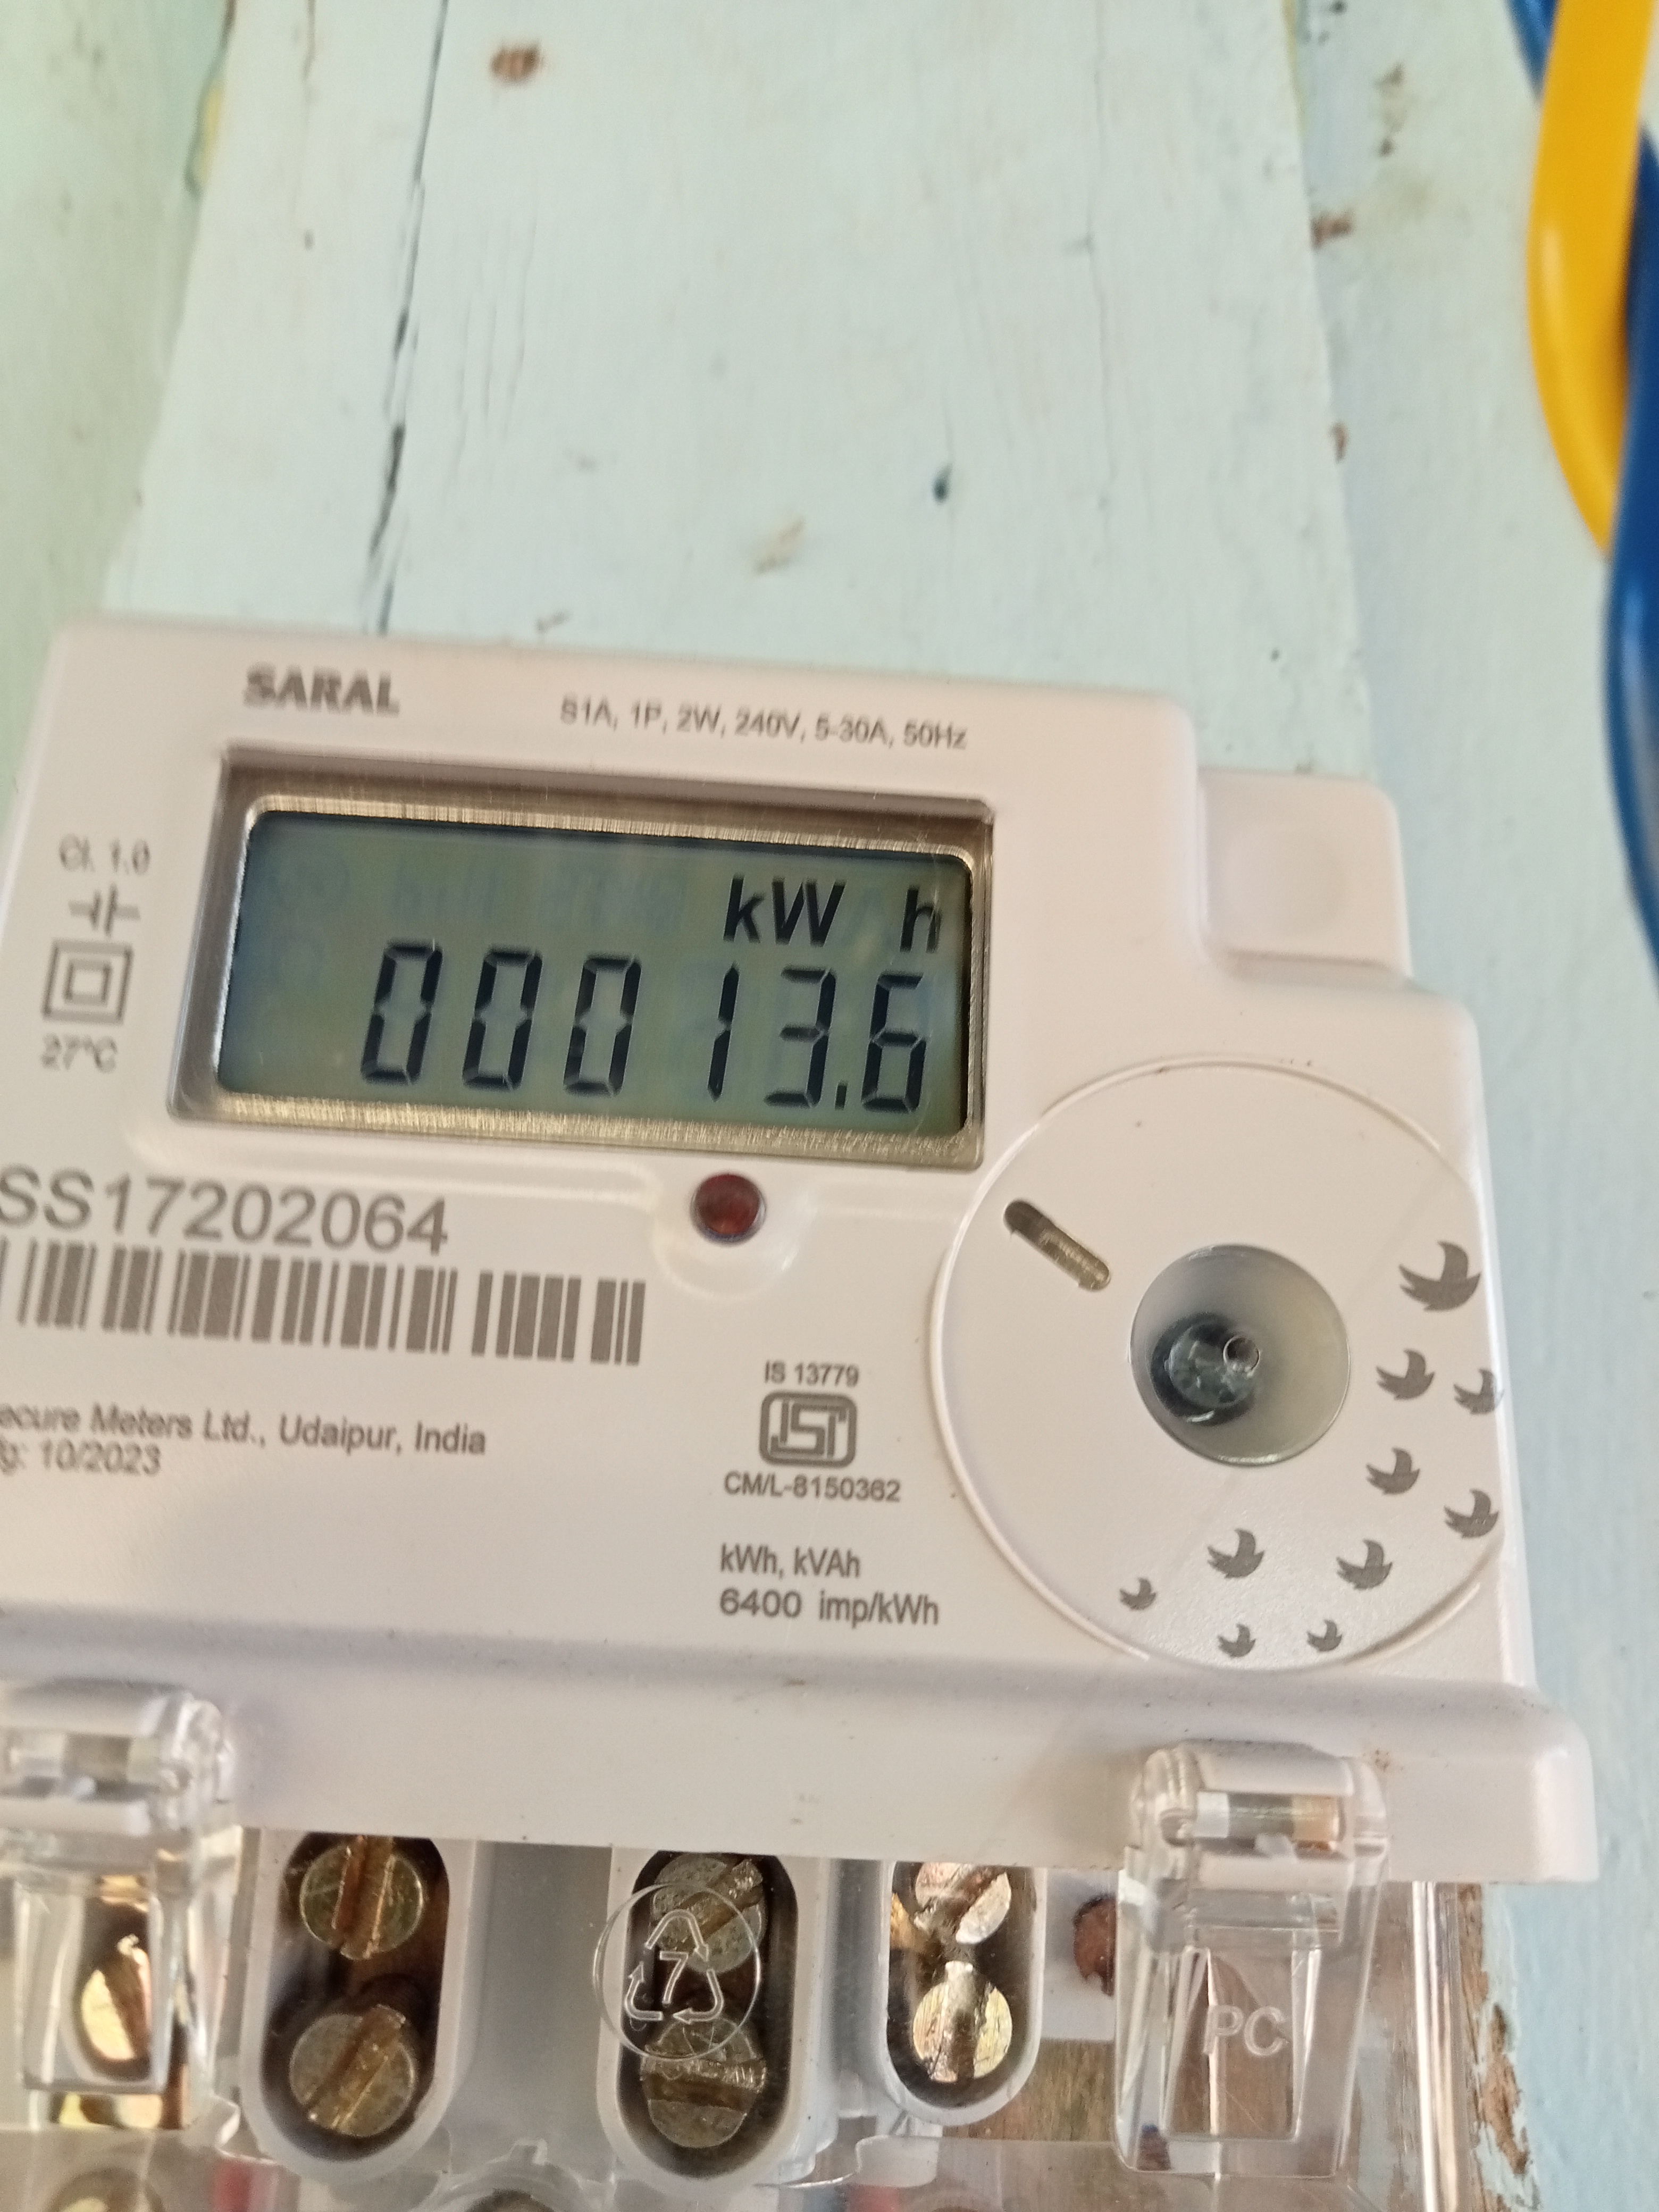 SARAL
S1A, 1P, 2W, 240V, 5-30A, 50Hz
Cl. 1.0
27°C
kW h
00013.6
SS17202064
ecure Meters Ltd., Udaipur, India
g: 10/2023
IS 13779
ISI
CM/L-8150362
kWh, kVAh
6400 imp/kWh
7
PC